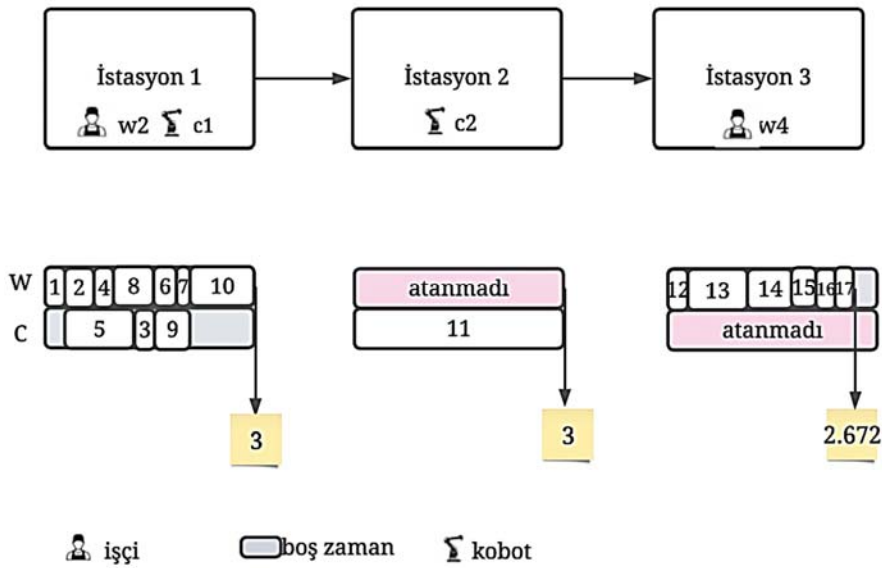 İstasyon 1
w2 c1
İstasyon 2
c2
İstasyon 3
w4
W 1 2 4 8 6 7 10
C 5 3 9
3
atanmadı
11
3
12 13 14 15 16 17
atanmadı
2.672
işçi
boş zaman
kobot